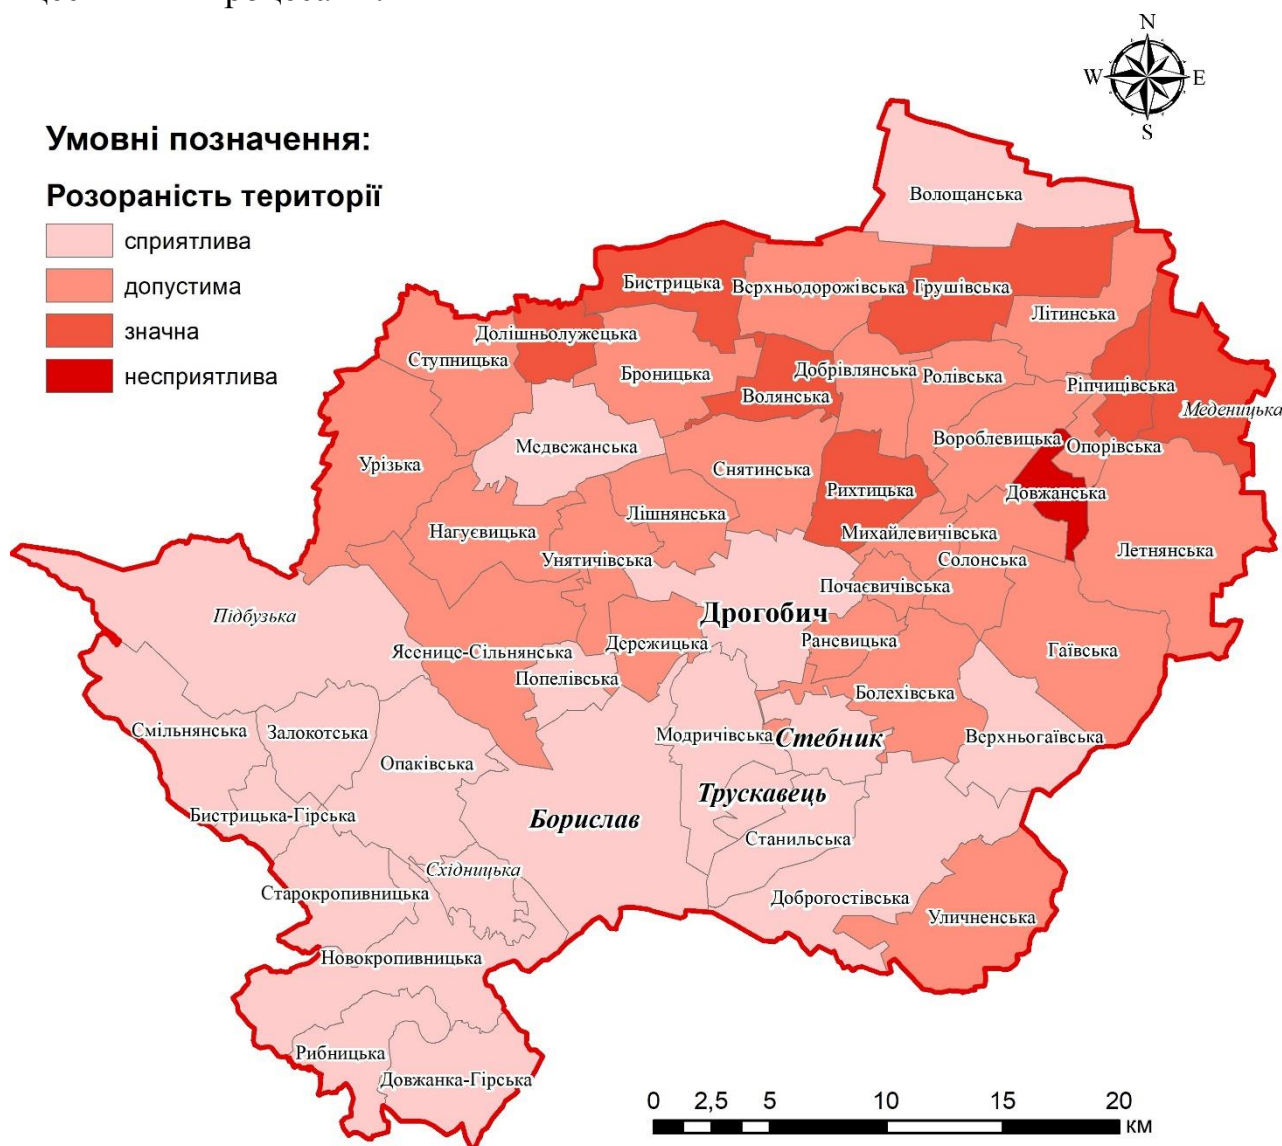 N
W E
S
Умовні позначення:
Розораність території
сприятлива
допустима
значна
несприятлива
Волощанська
Бистрицька
Верхньодорожівська
Грушівська
Літинська
Долішньолужецька
Ступницька
Броницька
Волянська
Добрівлянська
Ролівська
Ріпчицівська
Меденицька
Медвежанська
Урізька
Снятинська
Вороблевицька
Опорівська
Рихтицька
Довжанська
Лішнянська
Нагуєвицька
Михайлевичівська
Летнянська
Унятичівська
Солонська
Почаєвичівська
Підбузька
Дрогобич
Дережицька
Раневицька
Гаївська
Ясенице-Сільнянська
Попелівська
Болехівська
Смільнянська
Залокотська
Модричівська
Стебник
Верхньогаївська
Опаківська
Трускавець
Бистрицька-Гірська
Борислав
Станильська
Східницька
Старокропивницька
Доброгостівська
Уличненська
Новокропивницька
Рибницька
Довжанка-Гірська
0 2,5 5 10 15 20
км